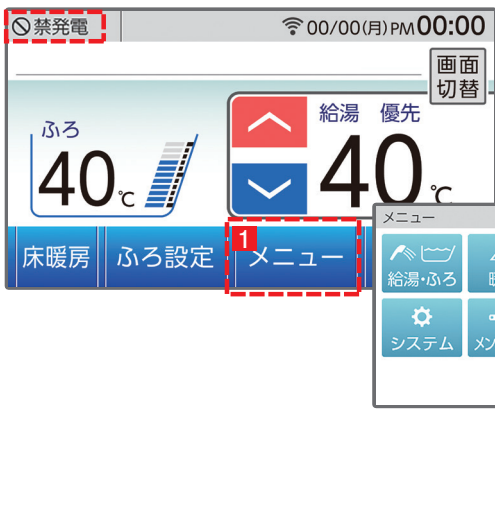 禁発電
00/00(月) PM 00:00
画面
切替
ふろ
40℃
給湯 優先
40℃
床暖房
ふろ設定
1
メニュー
メニュー
給湯・ふろ
システム